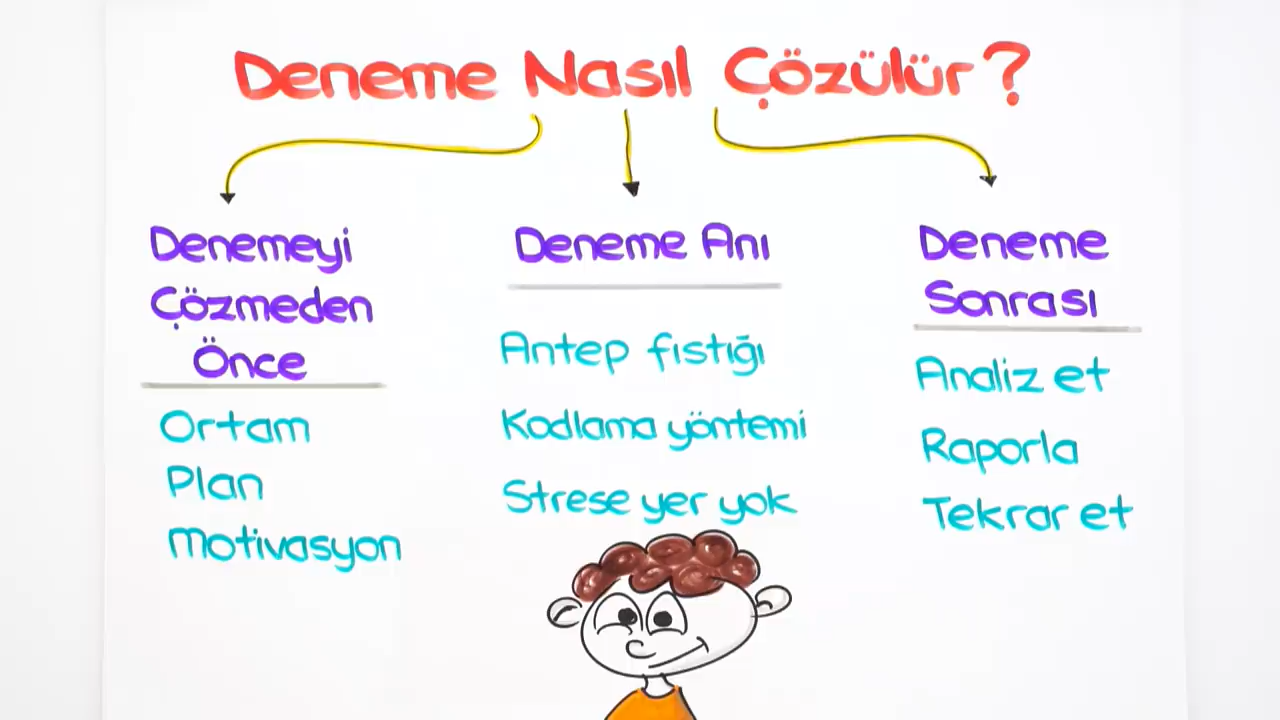 Deneme Nasıl Çözülür?
Denemeyi
Çözmeden
Önce
Ortam
Plan
Motivasyon
Deneme Anı
Antep fıstığı
Kodlama yöntemi
Strese yer yok
Deneme
Sonrası
Analiz et
Raporla
Tekrar et